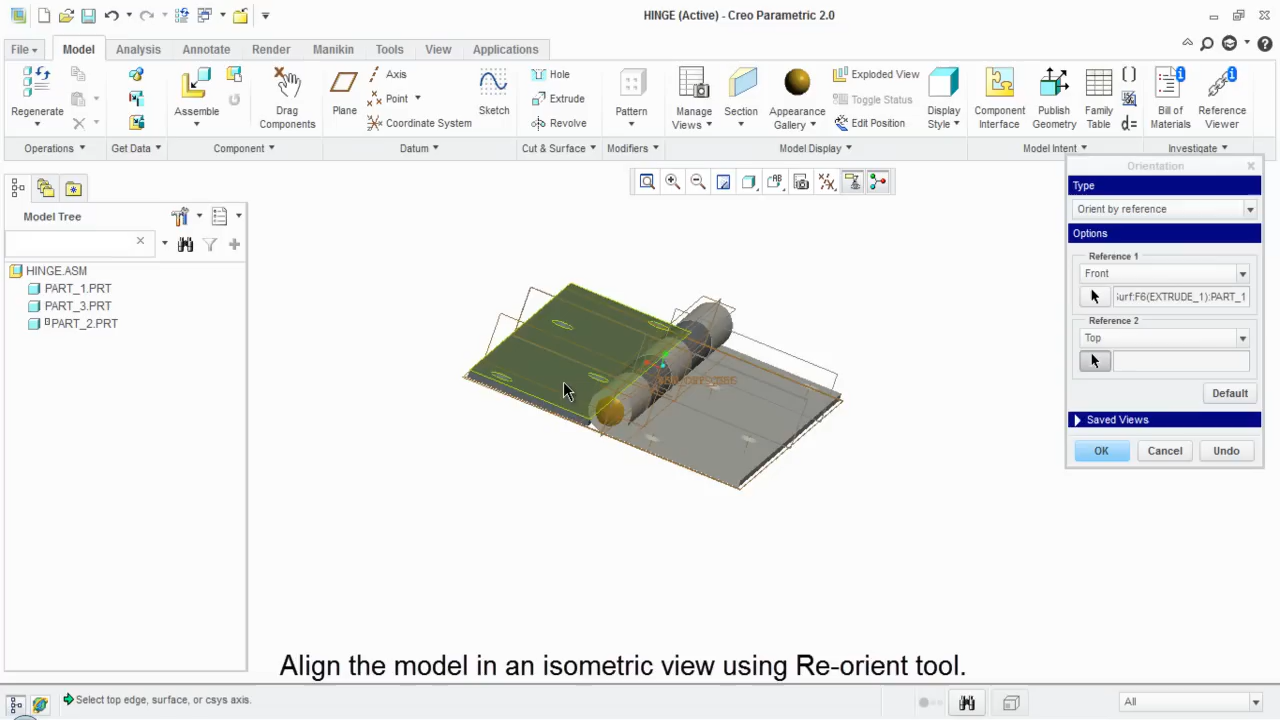 HINGE (Active) - Creo Parametric 2.0
File
Model
Analysis
Annotate
Render
Manikin
Tools
View
Applications
Regenerate
Operations
Get Data
Assemble
Component
Drag Components
Plane
Axis
Point
Coordinate System
Sketch
Datum
Hole
Extrude
Revolve
Cut & Surface
Pattern
Modifiers
Manage Views
Section
Appearance Gallery
Exploded View
Toggle Status
Edit Position
Display Style
Model Display
Component Interface
Publish Geometry
Family Table
d=
Model Intent
Bill of Materials
Reference Viewer
Investigate
Model Tree
HINGE.ASM
PART_1.PRT
PART_3.PRT
PART_2.PRT
Orientation
Type
Orient by reference
Options
Reference 1
Front
surf:F6(EXTRUDE_1):PART_1
Reference 2
Top
Default
Saved Views
OK
Cancel
Undo
Align the model in an isometric view using Re-orient tool.
Select top edge, surface, or csys axis.
All